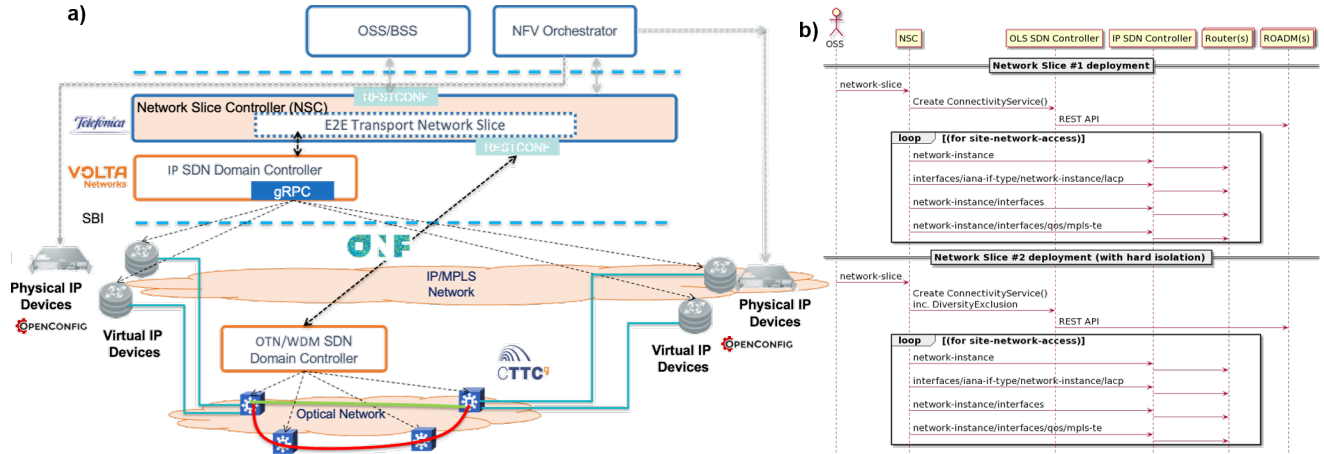 a)
OSS/BSS
NFV Orchestrator
RESTCONF
Network Slice Controller (NSC)
E2E Transport Network Slice
Telefonica
RESTCONF
VOLTA
Networks
IP SDN Domain Controller
gRPC
SBI
ONF
IP/MPLS
Network
Physical IP
Devices
OPENCONFIG
Virtual IP
Devices
Physical IP
Devices
OPENCONFIG
Virtual IP
Devices
OTN/WDM SDN
Domain Controller
CTTC9
Optical Network
b)
OSS
NSC
OLS SDN Controller
IP SDN Controller
Router(s)
ROADM(s)
Network Slice #1 deployment
network-slice
Create ConnectivityService()
REST API
loop
[(for site-network-access)]
network-instance
interfaces/iana-if-type/network-instance/lacp
network-instance/interfaces
network-instance/interfaces/qos/mpls-te
Network Slice #2 deployment (with hard isolation)
network-slice
Create ConnectivityService()
inc. DiversityExclusion
REST API
loop
[(for site-network-access)]
network-instance
interfaces/iana-if-type/network-instance/lacp
network-instance/interfaces
network-instance/interfaces/qos/mpls-te